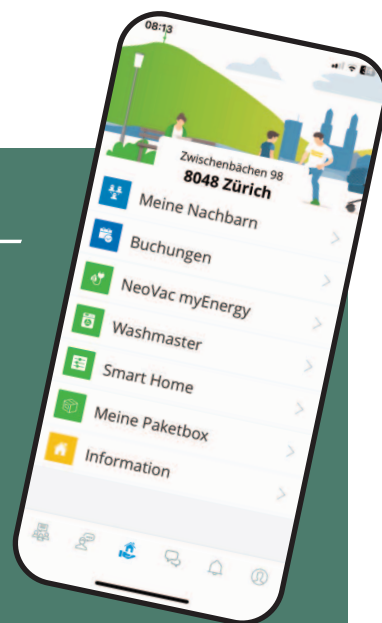 08:13
Zwischenbächen 98
8048 Zürich
Meine Nachbarn
Buchungen
NeoVac myEnergy
Washmaster
Smart Home
Meine Paketbox
Information